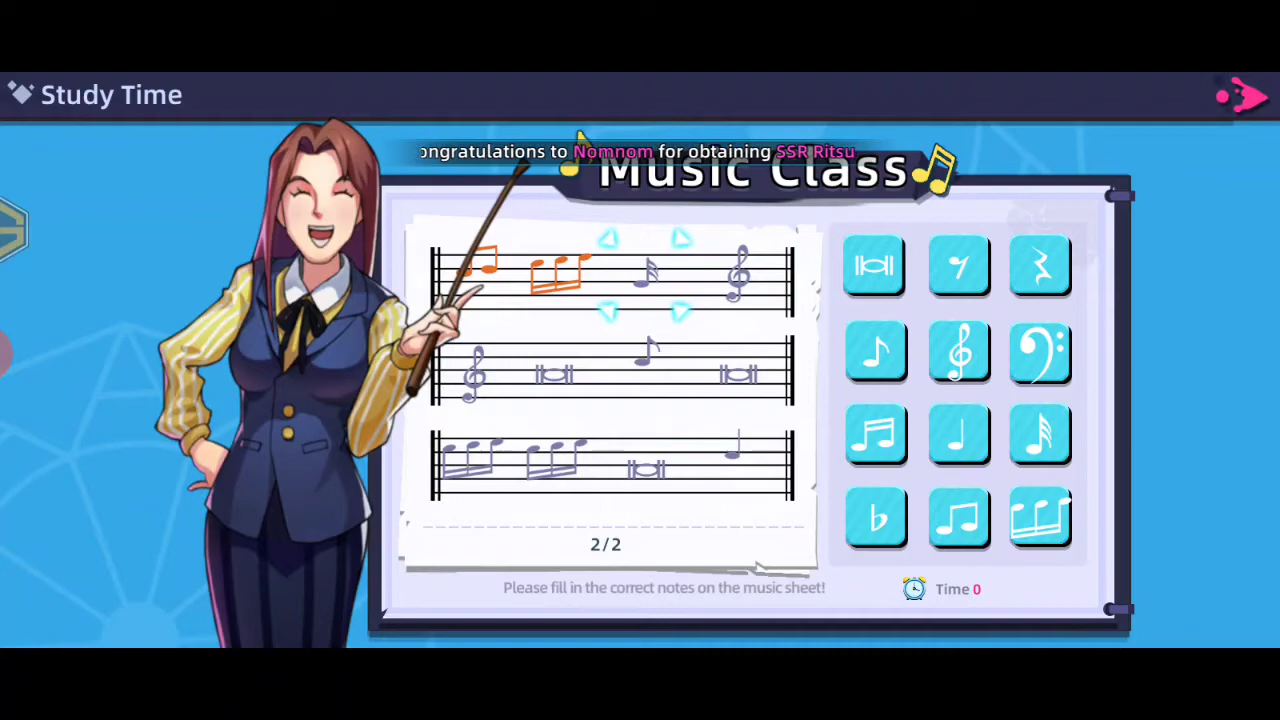 Study Time
ongratulations to Nomnom for obtaining SSR Ritsu
Music Class
2/2
Please fill in the correct notes on the music sheet!
Time 0